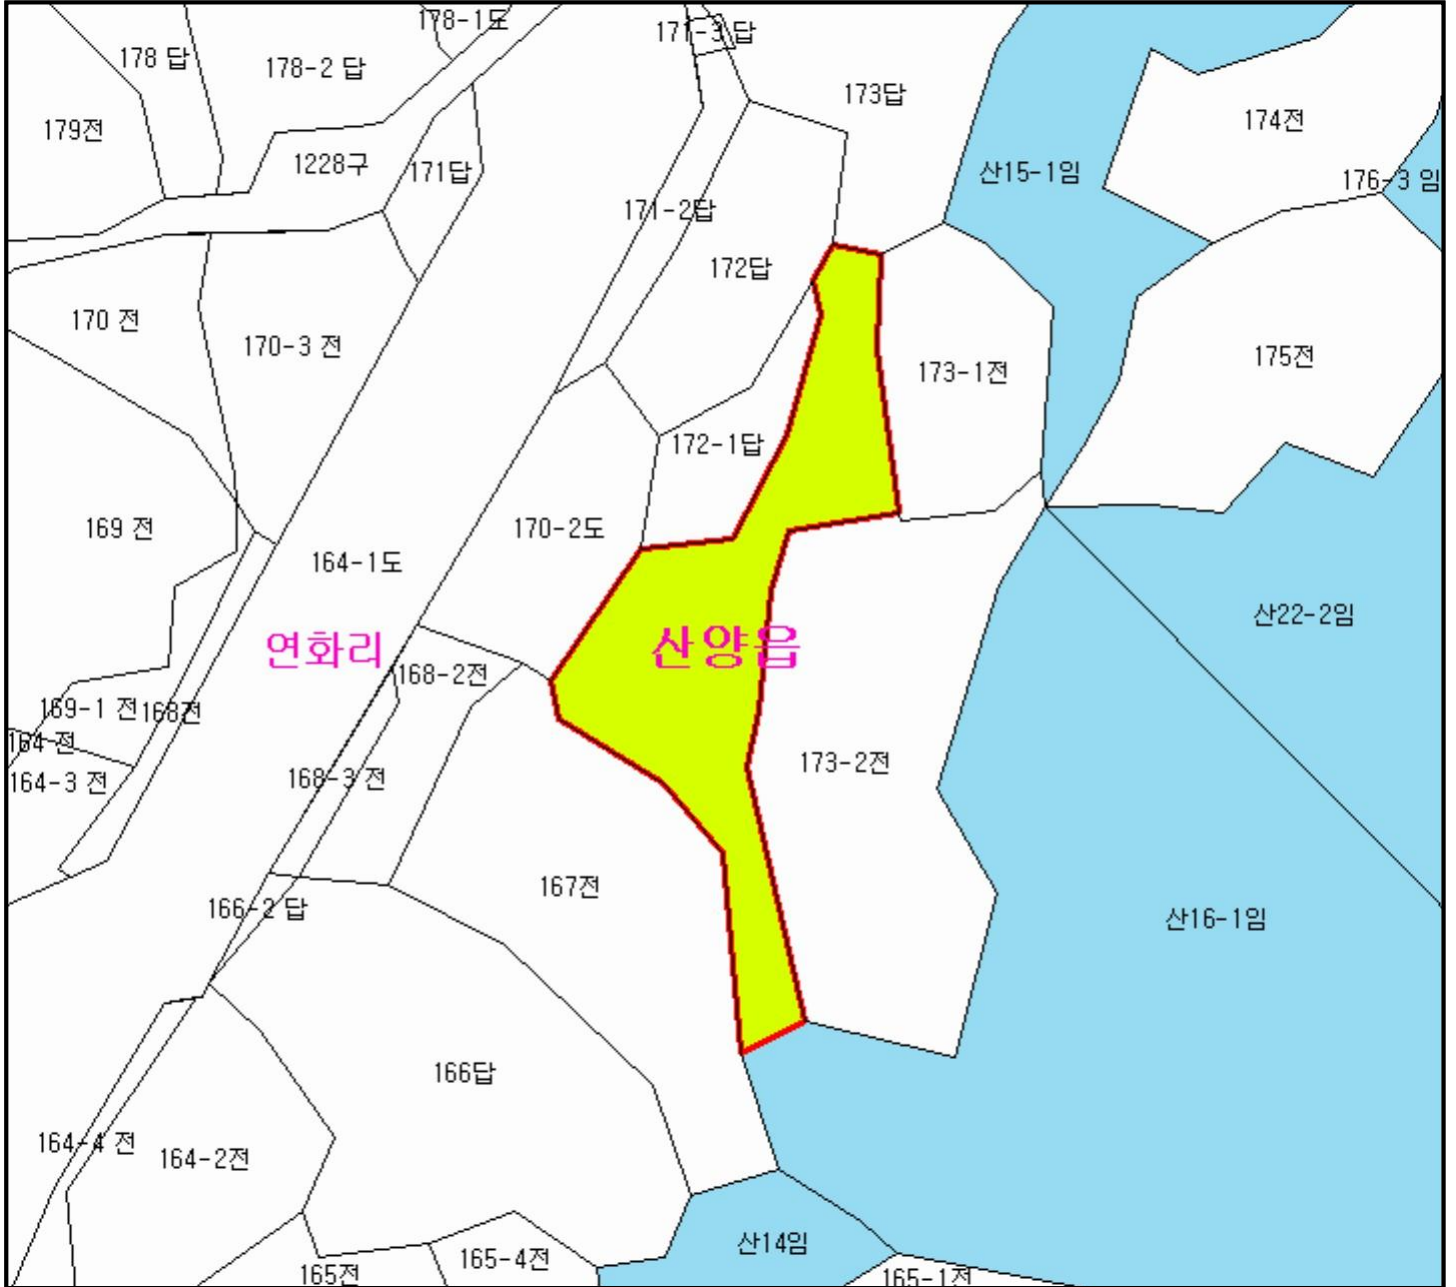 178-1도
171-3답
178 답
178-2 답
173답
179전
174전
1228구
171답
산15-1임
176-3 임
171-2답
172답
170 전
170-3 전
173-1전
175전
172-1답
169 전
164-1도
170-2도
산22-2임
연화리
산양읍
168-2전
169-1 전
168전
164 전
164-3 전
168-3 전
173-2전
167전
166-2 답
산16-1임
166답
164-4 전
164-2전
산14임
165-4전
165전
165-1전